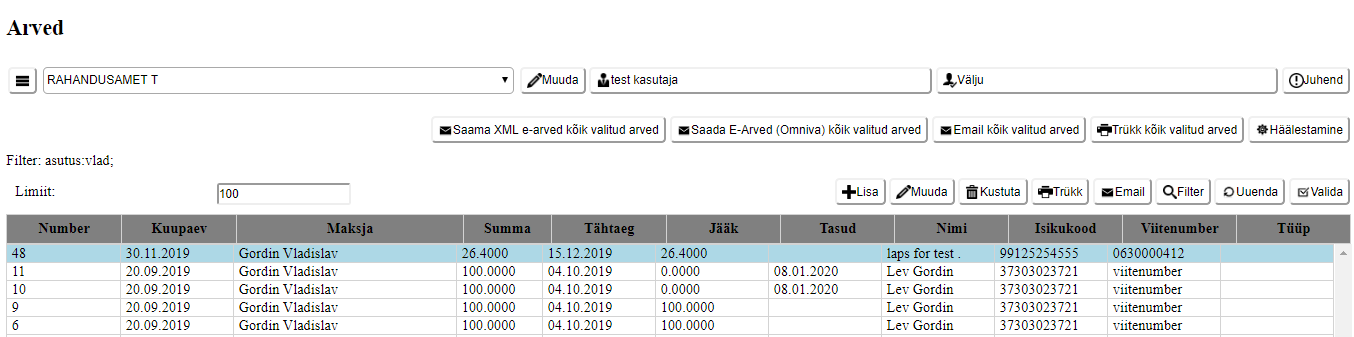 Arved
RAHANDUSAMET T Muuda test kasutaja Välju Juhend
Saama XML e-arved kõik valitud arved Saada E-Arved (Omniva) kõik valitud arved Email kõik valitud arved Trükk kõik valitud arved Häälestamine
Filter: asutus:vlad;
Limiit: 100 Lisa Muuda Kustuta Trükk Email Filter Uuenda Valida
Number Kuupaev Maksja Summa Tähtaeg Jääk Tasud Nimi Isikukood Viitenumber Tüüp
48 30.11.2019 Gordin Vladislav 26.4000 15.12.2019 26.4000 laps for test . 99125254555 0630000412
11 20.09.2019 Gordin Vladislav 100.0000 04.10.2019 0.0000 08.01.2020 Lev Gordin 37303023721 viitenumber
10 20.09.2019 Gordin Vladislav 100.0000 04.10.2019 0.0000 08.01.2020 Lev Gordin 37303023721 viitenumber
9 20.09.2019 Gordin Vladislav 100.0000 04.10.2019 100.0000 Lev Gordin 37303023721 viitenumber
6 20.09.2019 Gordin Vladislav 100.0000 04.10.2019 100.0000 Lev Gordin 37303023721 viitenumber